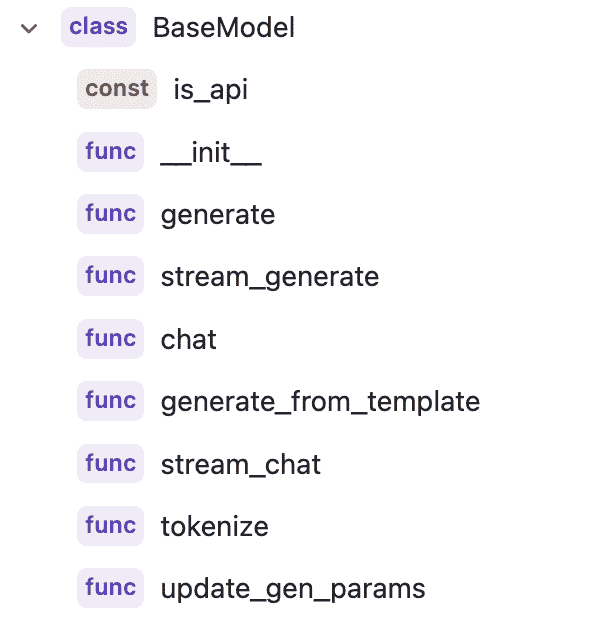 class BaseModel
const is_api
func __init__
func generate
func stream_generate
func chat
func generate_from_template
func stream_chat
func tokenize
func update_gen_params